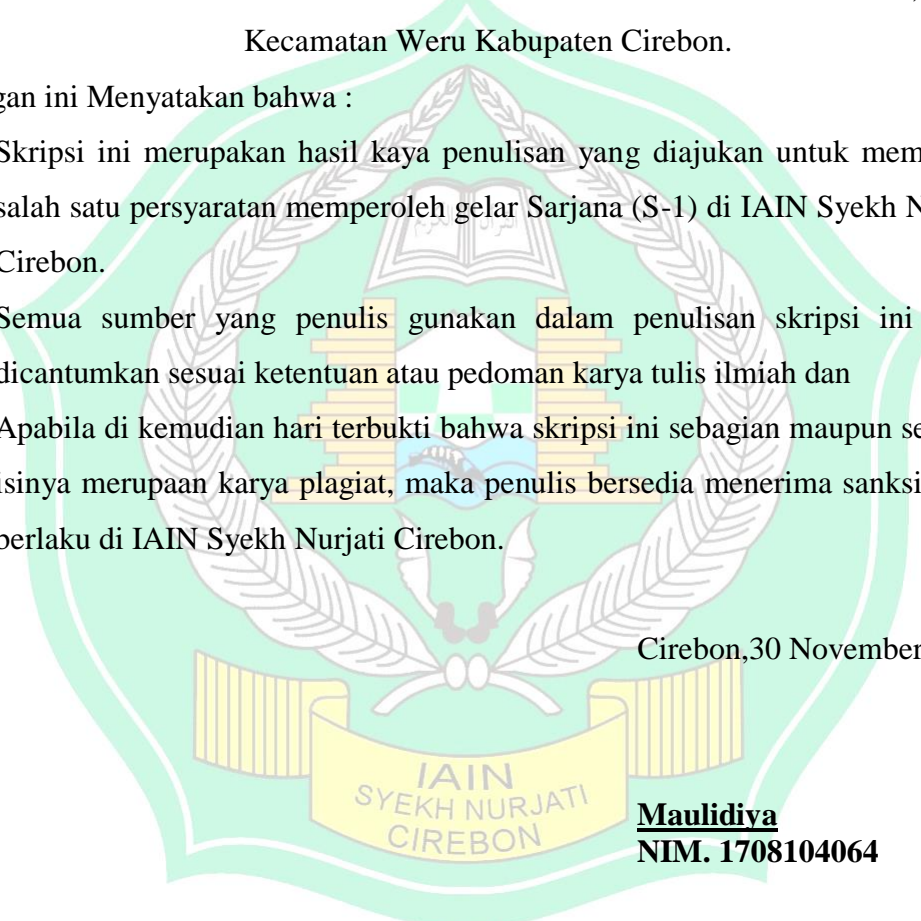 Kecamatan Weru Kabupaten Cirebon.
gan ini Menyatakan bahwa :
Skripsi ini merupakan hasil kaya penulisan yang diajukan untuk mem
salah satu persyaratan memperoleh gelar Sarjana (S-1) di IAIN Syekh N
Cirebon.
Semua sumber yang penulis gunakan dalam penulisan skripsi ini
dicantumkan sesuai ketentuan atau pedoman karya tulis ilmiah dan
Apabila di kemudian hari terbukti bahwa skripsi ini sebagian maupun se
isinya merupaan karya plagiat, maka penulis bersedia menerima sanksi
berlaku di IAIN Syekh Nurjati Cirebon.
Cirebon,30 November
IAIN
SYEKH NURJATI
CIREBON
Maulidiya
NIM. 1708104064